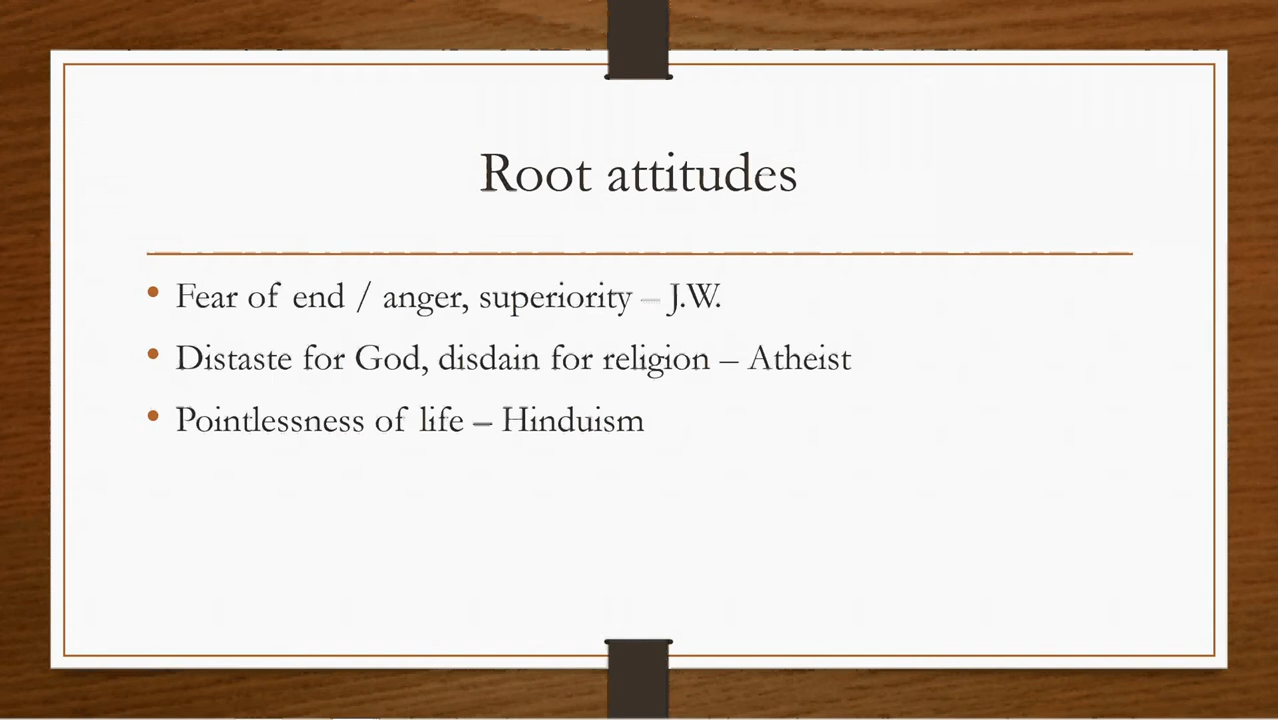 Root attitudes
• Fear of end / anger, superiority – J.W.
• Distaste for God, disdain for religion – Atheist
• Pointlessness of life – Hinduism